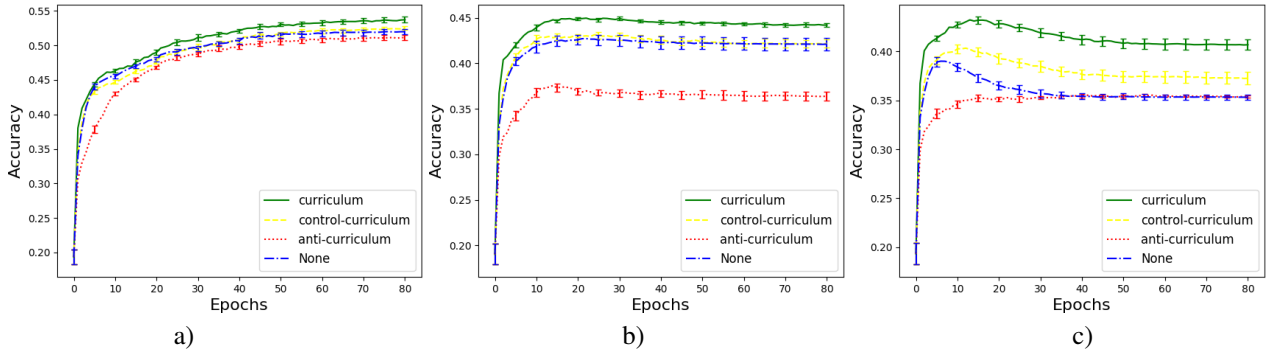 0.55
0.50
0.45
0.40
0.35
0.30
0.25
0.20
Accuracy
0 10 20 30 40 50 60 70 80
Epochs
curriculum
control-curriculum
anti-curriculum
None
a)
0.45
0.40
0.35
0.30
0.25
0.20
Accuracy
0 10 20 30 40 50 60 70 80
Epochs
curriculum
control-curriculum
anti-curriculum
None
b)
0.40
0.35
0.30
0.25
0.20
Accuracy
0 10 20 30 40 50 60 70 80
Epochs
curriculum
control-curriculum
anti-curriculum
None
c)